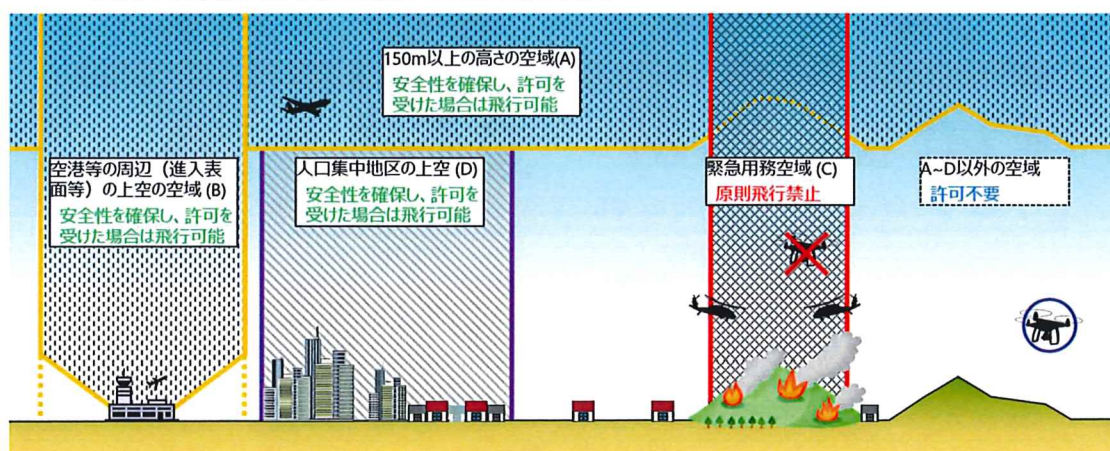 150m以上の高さの空域(A)
安全性を確保し、許可を
受けた場合は飛行可能
空港等の周辺（進入表
面等）の上空の空域(B)
安全性を確保し、許可を
受けた場合は飛行可能
人口集中地区の上空(D)
安全性を確保し、許可を
受けた場合は飛行可能
緊急用務空域(C)
原則飛行禁止
A~D以外の空域
許可不要